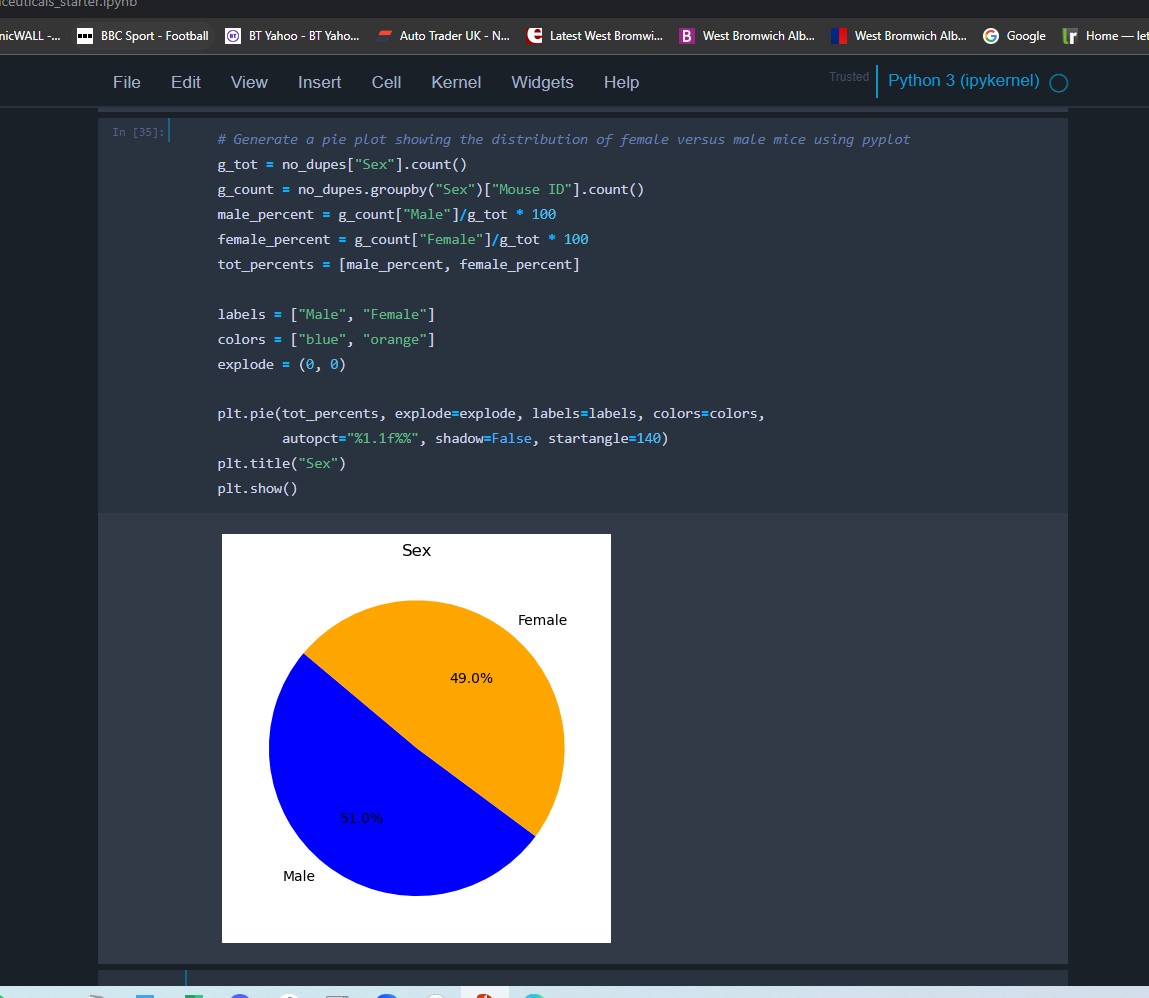 ceuticals_starter.ipynb
nicWALL -... BBC Sport - Football BT Yahoo - BT Yaho... Auto Trader UK - N... Latest West Bromwi... B West Bromwich Alb... West Bromwich Alb... Google Home — let
File Edit View Insert Cell Kernel Widgets Help Trusted Python 3 (ipykernel)
In [35]:
# Generate a pie plot showing the distribution of female versus male mice using pyplot
g_tot = no_dupes["Sex"].count()
g_count = no_dupes.groupby("Sex")["Mouse ID"].count()
male_percent = g_count["Male"]/g_tot * 100
female_percent = g_count["Female"]/g_tot * 100
tot_percents = [male_percent, female_percent]
labels = ["Male", "Female"]
colors = ["blue", "orange"]
explode = (0, 0)
plt.pie(tot_percents, explode=explode, labels=labels, colors=colors,
autopct="%1.1f%%", shadow=False, startangle=140)
plt.title("Sex")
plt.show()
Sex
Female
49.0%
51.0%
Male